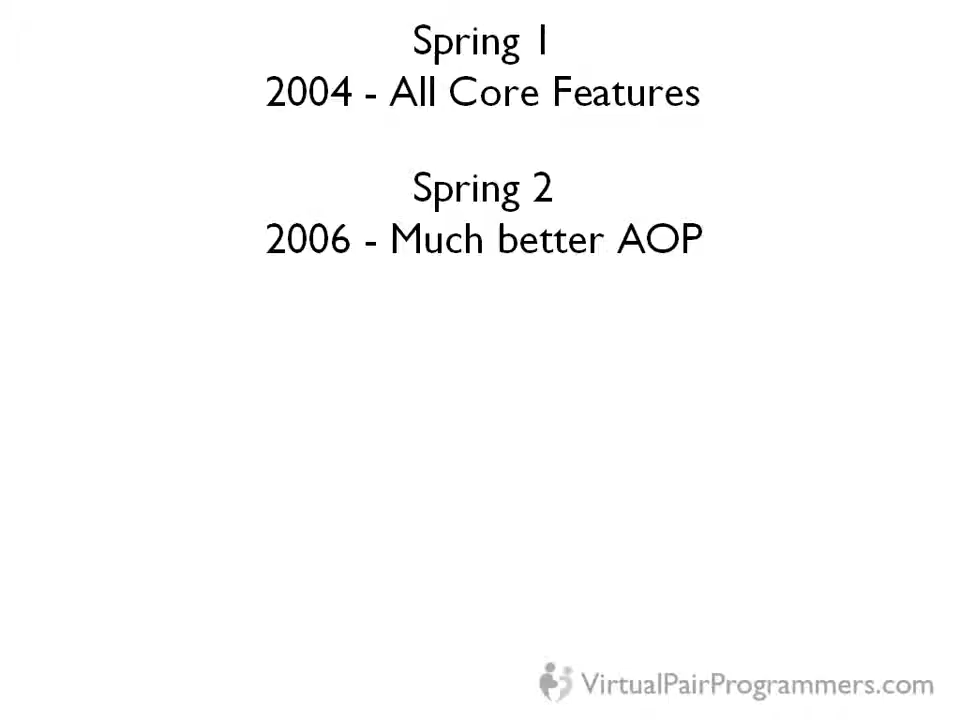 Spring 1
2004 - All Core Features
Spring 2
2006 - Much better AOP
VirtualPairProgrammers.com